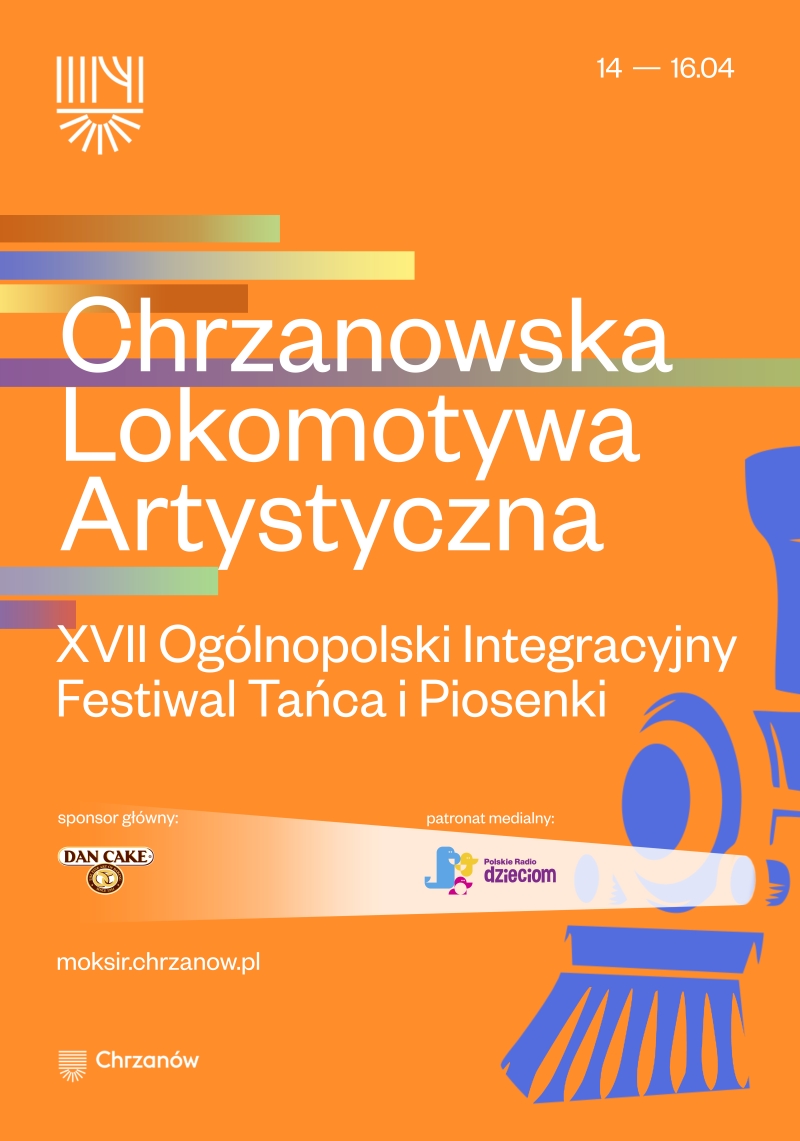 14 — 16.04
Chrzanowska
Lokomotywa
Artystyczna
XVII Ogólnopolski Integracyjny
Festiwal Tańca i Piosenki
sponsor główny:
patronat medialny:
DAN CAKE
Polskie Radio
dzieciom
moksir.chrzanow.pl
Chrzanów